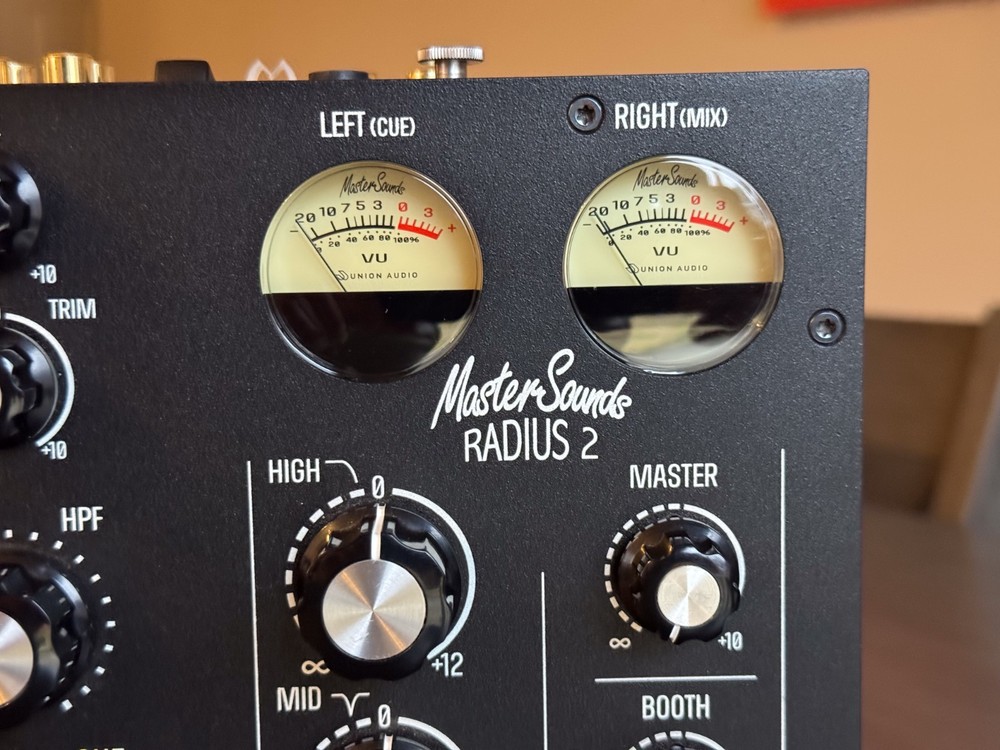 LEFT (CUE)
RIGHT (MIX)
MasterSounds
20 10 7 5 3 0 3
- +
20 40 60 80 100%
VU
UNION AUDIO
MasterSounds
20 10 7 5 3 0 3
- +
20 40 60 80 100%
VU
UNION AUDIO
+10
TRIM
+10
HPF
MasterSounds
RADIUS 2
HIGH
0
∞
+12
MID
0
MASTER
∞
+10
BOOTH